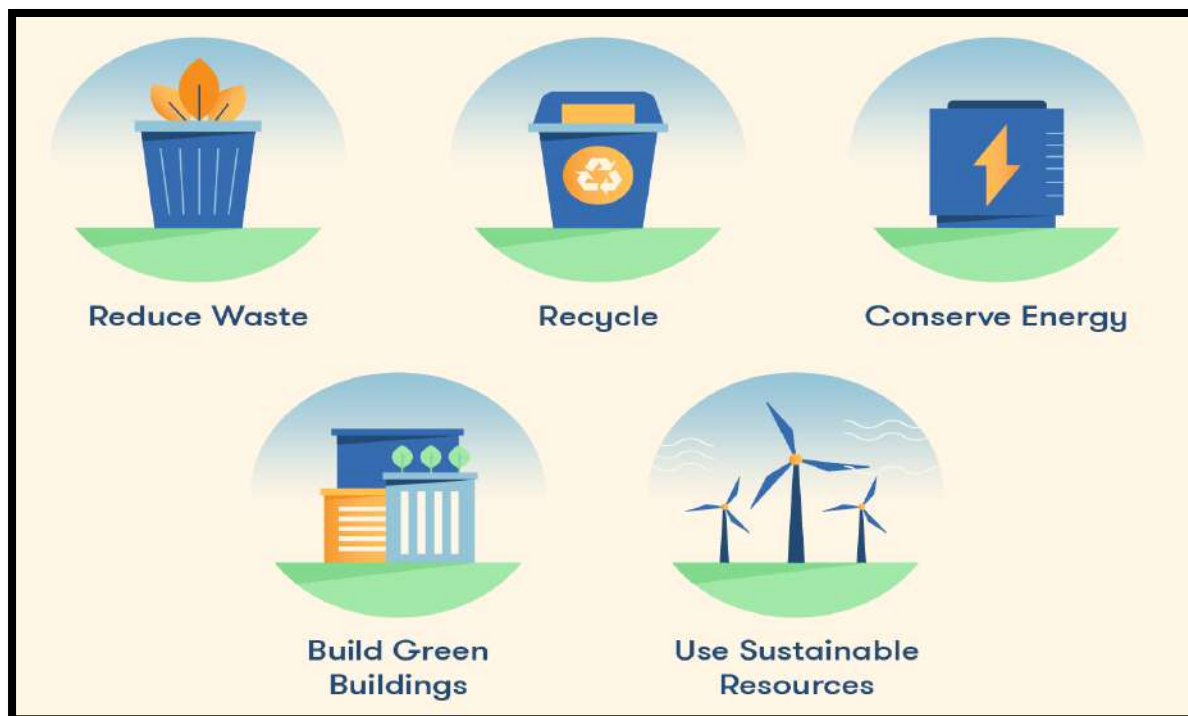 Reduce Waste
Recycle
Conserve Energy
Build Green
Buildings
Use Sustainable
Resources